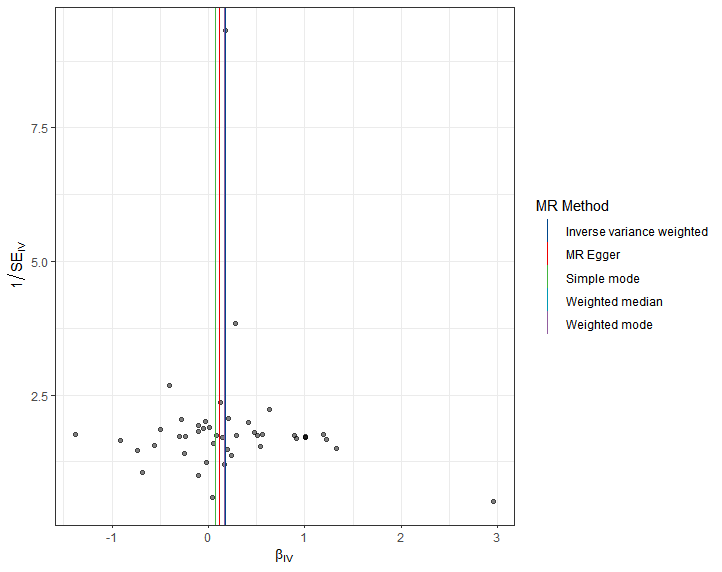 7.5
5.0
2.5
1/SE_IV
-1
0
1
2
3
β_IV
MR Method
Inverse variance weighted
MR Egger
Simple mode
Weighted median
Weighted mode